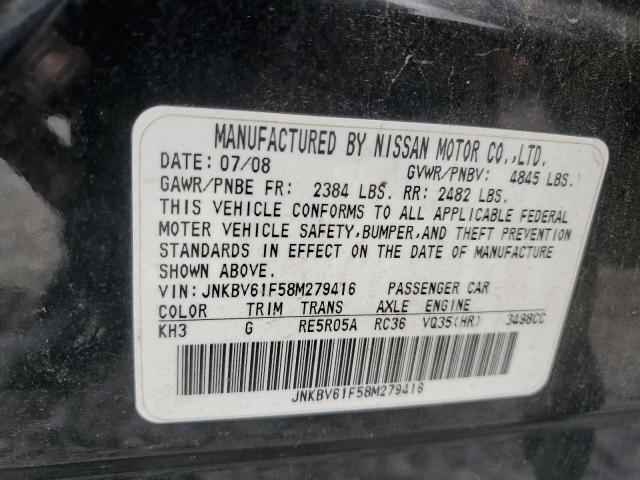 MANUFACTURED BY NISSAN MOTOR CO.,LTD.
DATE: 07/08 GVWR/PNBV: 4845 LBS.
GAWR/PNBE FR: 2384 LBS. RR: 2482 LBS.
THIS VEHICLE CONFORMS TO ALL APPLICABLE FEDERAL
MOTER VEHICLE SAFETY,BUMPER,AND THEFT PREVENTION
STANDARDS IN EFFECT ON THE DATE OF MANUFACTURE
SHOWN ABOVE.
VIN: JNKBV61F58M279416 PASSENGER CAR
COLOR TRIM TRANS AXLE ENGINE
KH3 G RE5R05A RC36 VQ35(HR) 3498CC
JNKBV61F58M279416